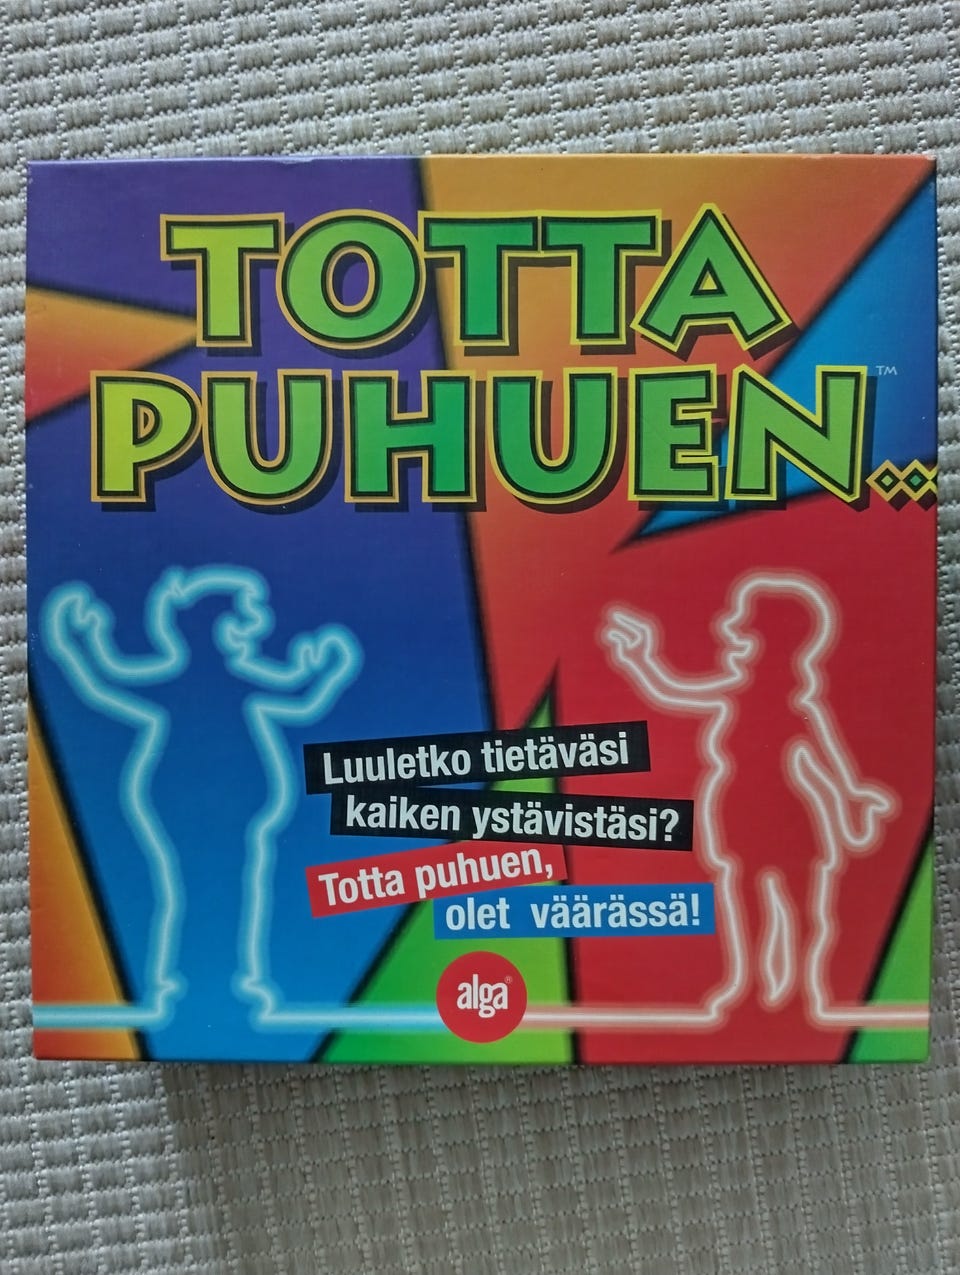 TOTTA
PUHUEN...™
Luuletko tietäväsi
kaiken ystävistäsi?
Totta puhuen,
olet väärässä!
alga®